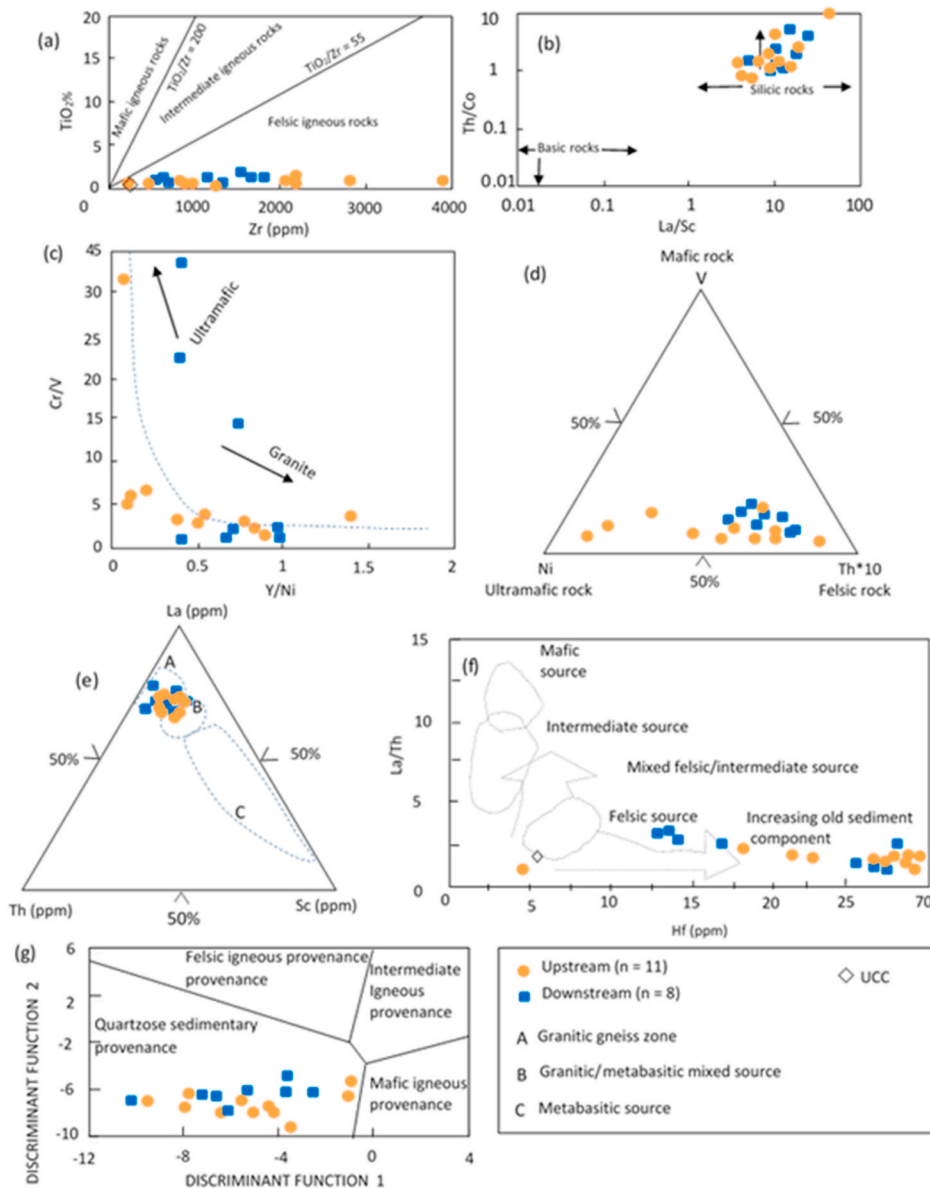 (a)
TiO₂%
20
15
10
5
0
Mafic igneous rocks
TiO₂/Zr = 200
Intermediate igneous rocks
TiO₂/Zr = 55
Felsic igneous rocks
0
1000
2000
3000
4000
Zr (ppm)
(b)
Th/Co
10
1
0.1
0.01
Silicic rocks
Basic rocks
0.01
0.1
1
10
100
La/Sc
(c)
Cr/V
45
30
25
20
15
10
5
0
Ultramafic
Granite
0
0.5
1
1.5
2
Y/Ni
(d)
Mafic rock
V
50%
50%
Ni
Th*10
50%
Ultramafic rock
Felsic rock
La (ppm)
(e)
A
B
50%
50%
C
Th (ppm)
Sc (ppm)
50%
(f)
La/Th
15
10
5
0
Mafic
source
Intermediate source
Mixed felsic/intermediate source
Felsic source
Increasing old sediment
component
5
10
15
20
25
70
Hf (ppm)
(g)
DISCRIMINANT FUNCTION 2
6
2
-2
-6
-10
Felsic igneous provenance
provenance
Intermediate
Igneous
provenance
Quartzose sedimentary
provenance
Mafic igneous
provenance
-12
-8
-4
0
4
DISCRIMINANT FUNCTION 1
Upstream (n = 11)
UCC
Downstream (n = 8)
A Granitic gneiss zone
B Granitic/ metabasitic mixed source
C Metabasitic source